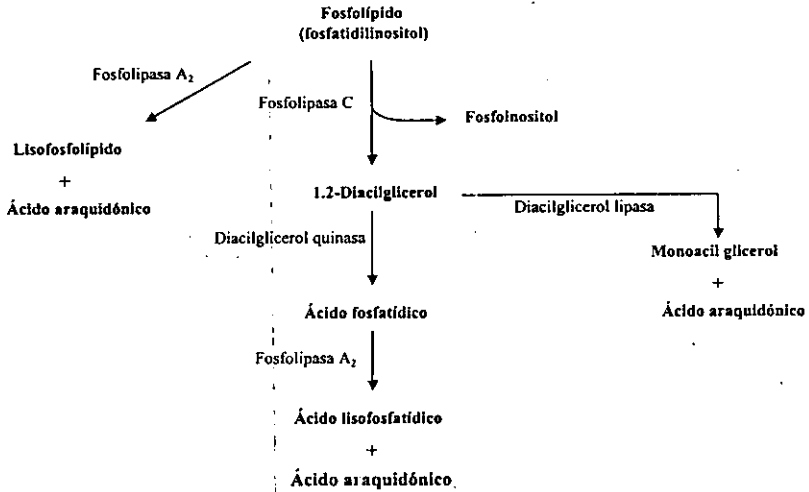 Fosfolípido
(fosfatidilinositol)
Fosfolipasa A₂
Fosfolipasa C
Fosfoinositol
Lisofosfolípido
+
Ácido araquidónico
1.2-Diacilglicerol
Diacilglicerol lipasa
Diacilglicerol quinasa
Monoacil glicerol
+
Ácido araquidónico
Ácido fosfatídico
Fosfolipasa A₂
Ácido lisofosfatídico
+
Ácido araquidónico